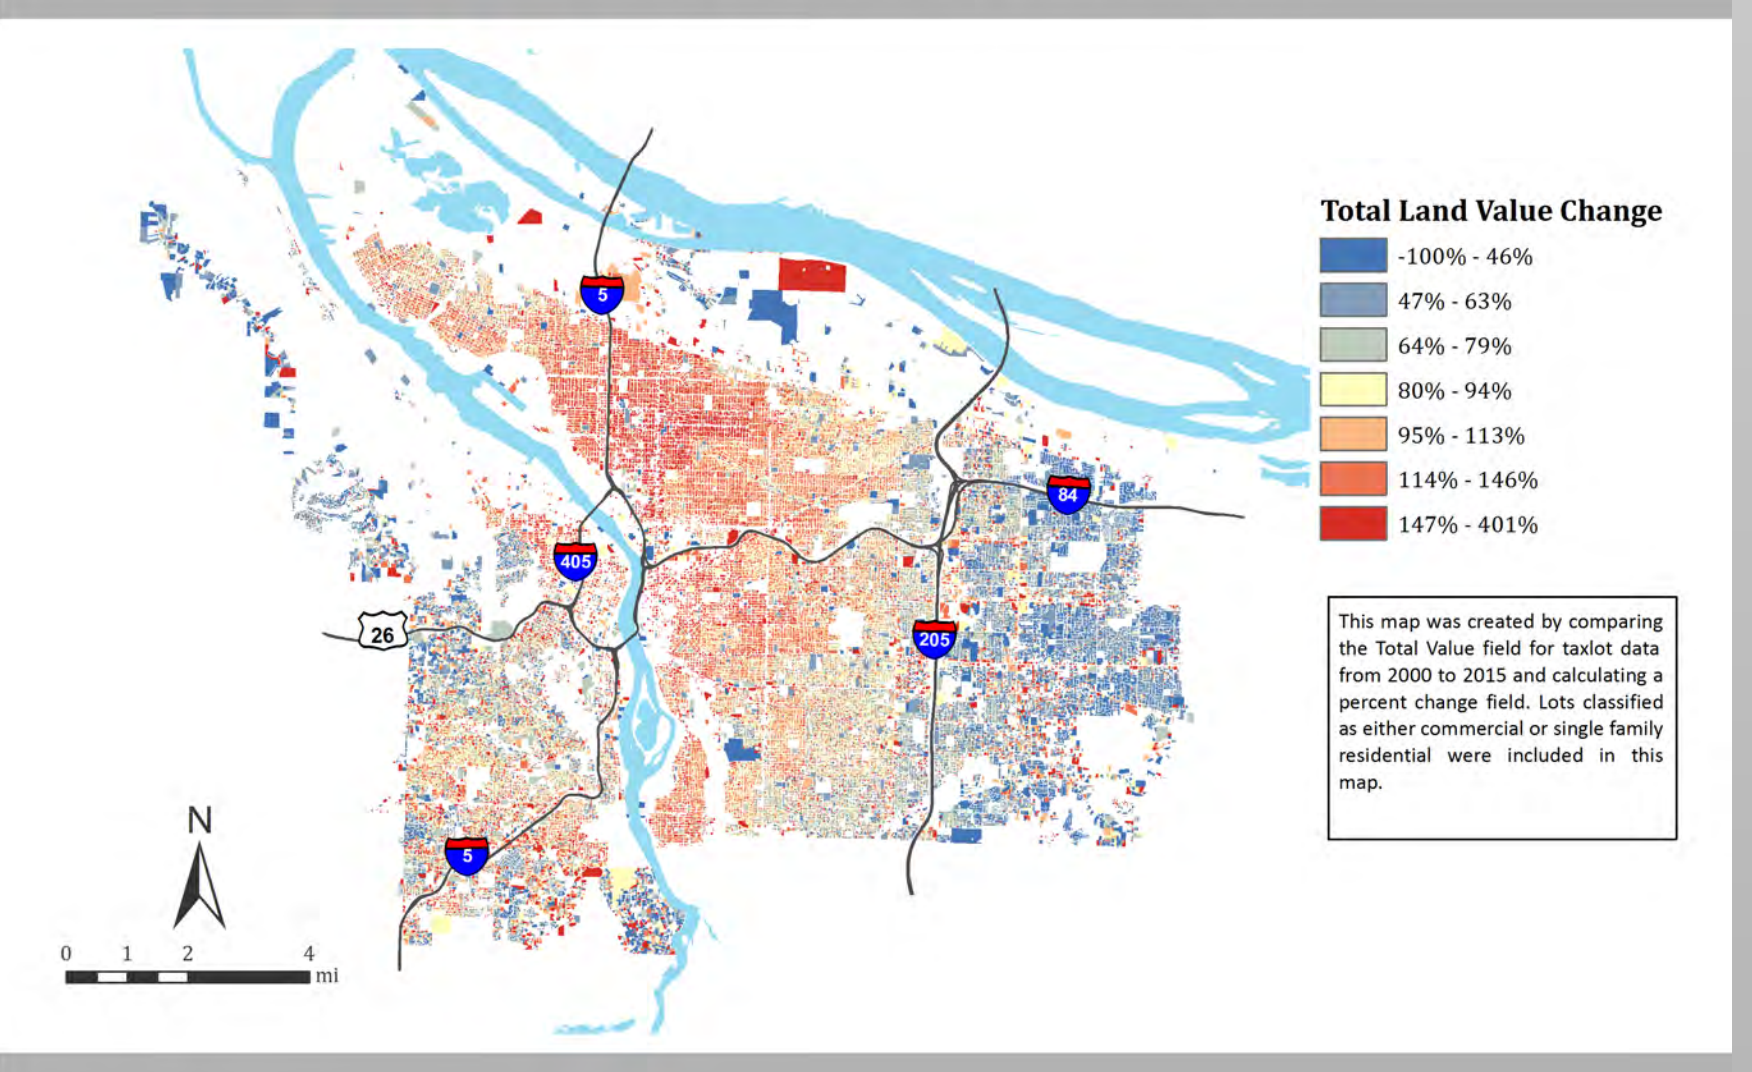 Total Land Value Change
-100% - 46%
47% - 63%
64% - 79%
80% - 94%
95% - 113%
114% - 146%
147% - 401%
5
84
405
26
205
5
This map was created by comparing
the Total Value field for taxlot data
from 2000 to 2015 and calculating a
percent change field. Lots classified
as either commercial or single family
residential were included in this
map.
N
0 1 2 4
mi